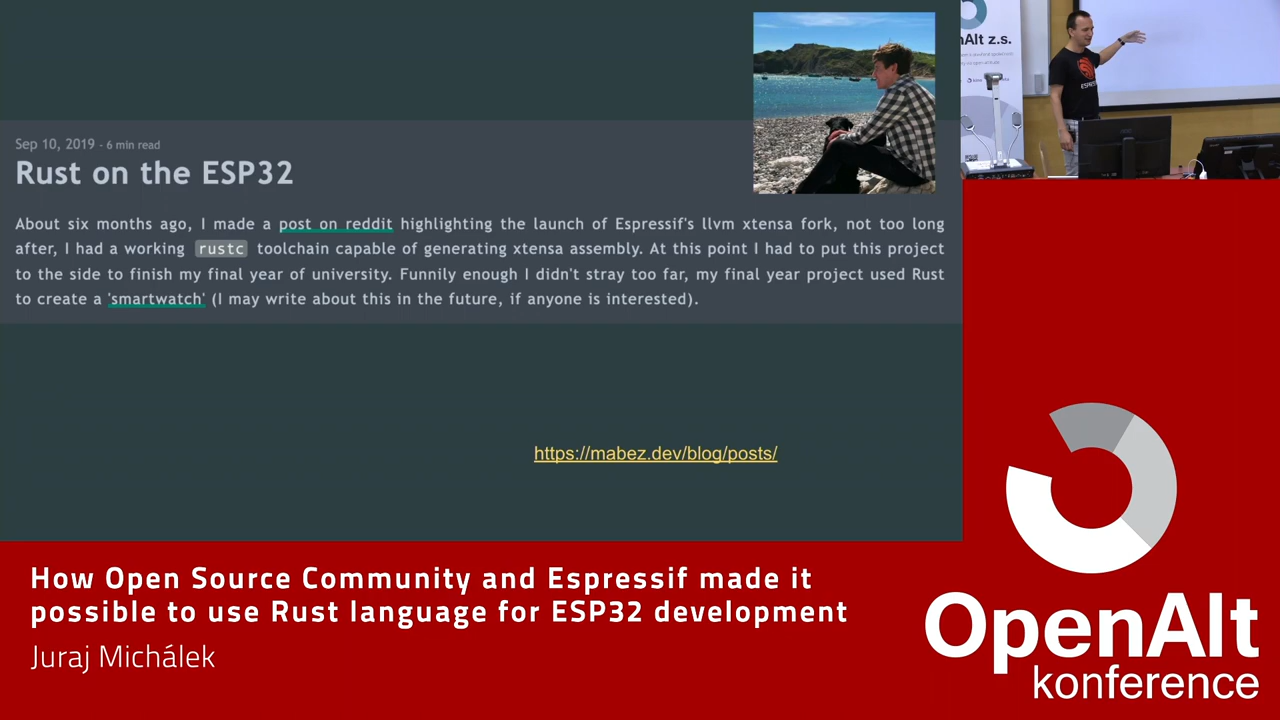 Sep 10, 2019 - 6 min read
Rust on the ESP32
About six months ago, I made a post on reddit highlighting the launch of Espressif's llvm xtensa fork, not too long
after, I had a working rustc toolchain capable of generating xtensa assembly. At this point I had to put this project
to the side to finish my final year of university. Funnily enough I didn't stray too far, my final year project used Rust
to create a 'smartwatch' (I may write about this in the future, if anyone is interested).
https://mabez.dev/blog/posts/
nAlt z.s.
How Open Source Community and Espressif made it
possible to use Rust language for ESP32 development
Juraj Michálek
OpenAlt
konference